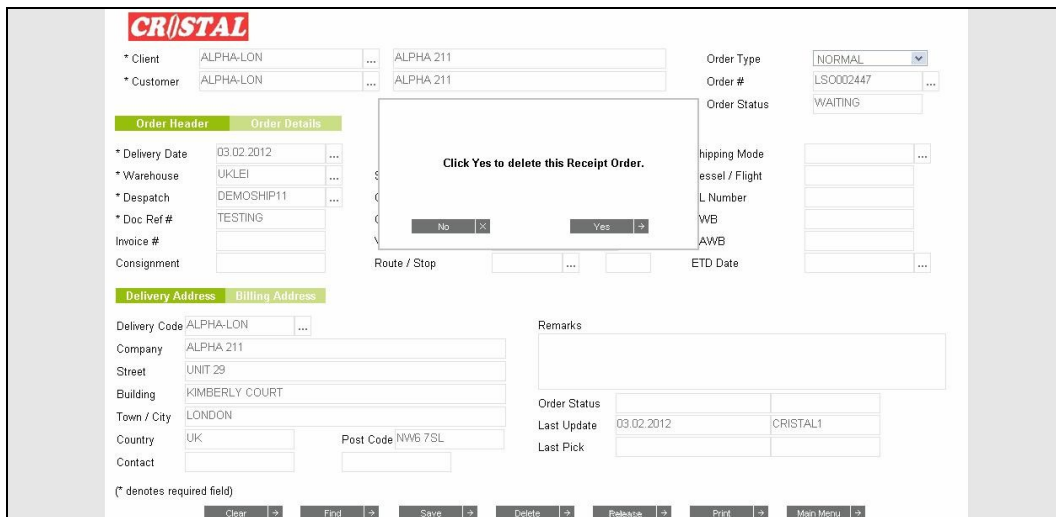 CRISTAL
* Client ALPHA-LON ... ALPHA 211 Order Type NORMAL
* Customer ALPHA-LON ... ALPHA 211 Order # LSO002447 ...
Order Status WAITING
Order Header Order Details
* Delivery Date 03.02.2012 ... hipping Mode ...
Click Yes to delete this Receipt Order.
* Warehouse UKLEI ... S essel / Flight
* Despatch DEMOSHIP11 ... L Number
* Doc Ref # TESTING WB
No X Yes →
Invoice # V AWB
Consignment Route / Stop ... ETD Date ...
Delivery Address Billing Address
Delivery Code ALPHA-LON ... Remarks
Company ALPHA 211
Street UNIT 29
Building KIMBERLY COURT
Order Status
Town / City LONDON
Last Update 03.02.2012 CRISTAL1
Country UK Post Code NW6 7SL
Last Pick
Contact
(* denotes required field)
Clear → Find → Save → Delete → Release → Print → Main Menu →